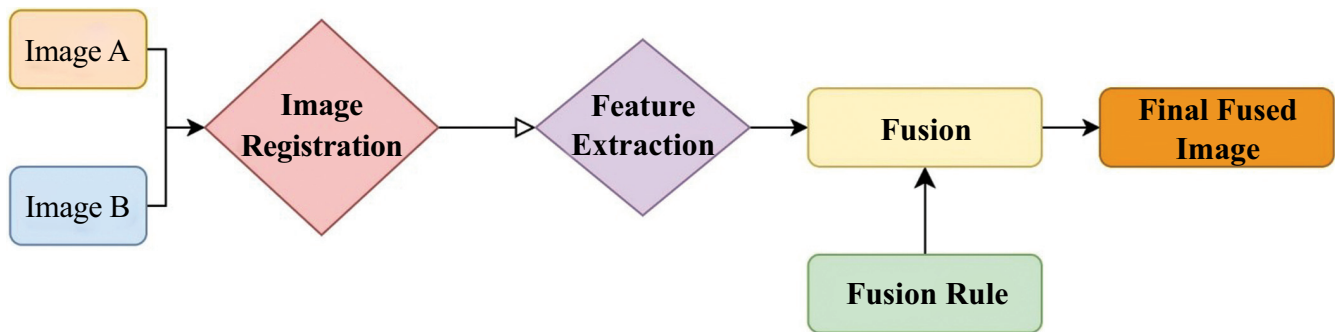 Image A
Image B
Image
Registration
Feature
Extraction
Fusion
Final Fused
Image
Fusion Rule